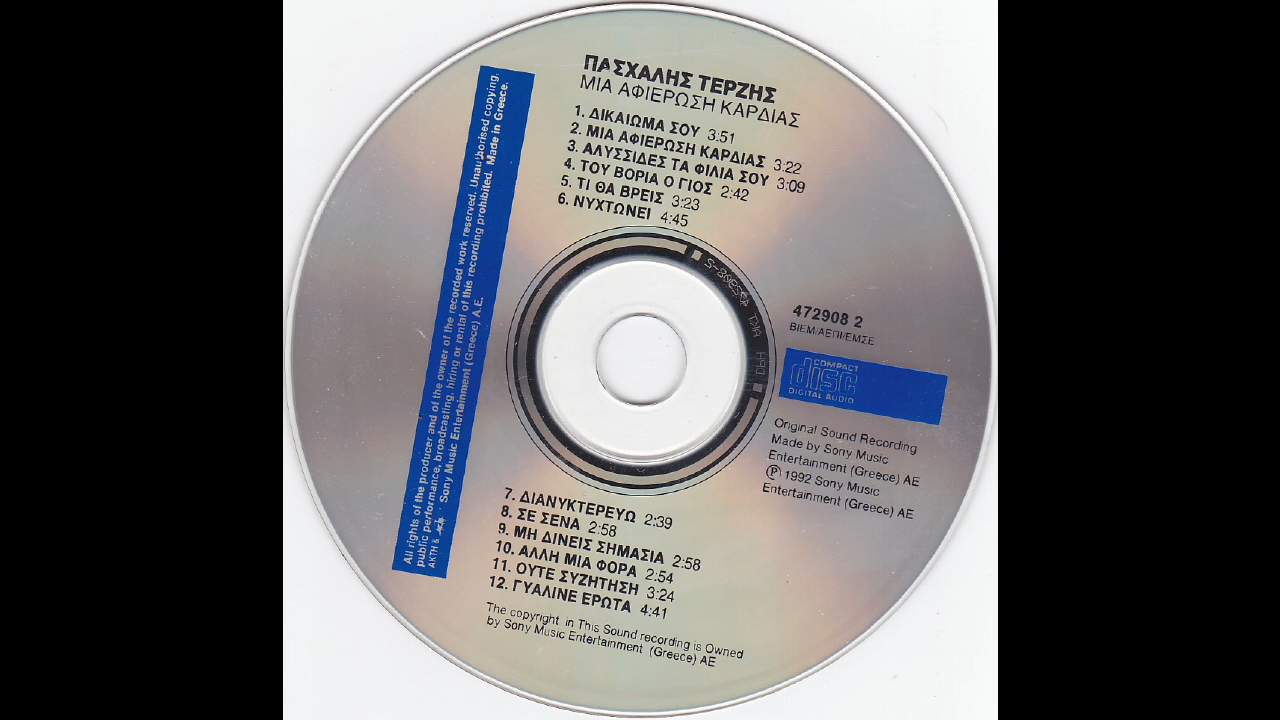 ΠΑΣΧΑΛΗΣ ΤΕΡΖΗΣ
ΜΙΑ ΑΦΙΕΡΩΣΗ ΚΑΡΔΙΑΣ
1. ΔΙΚΑΙΩΜΑ ΣΟΥ 3:51
2. ΜΙΑ ΑΦΙΕΡΩΣΗ ΚΑΡΔΙΑΣ 3:22
3. ΑΛΥΣΣΙΔΕΣ ΤΑ ΦΙΛΙΑ ΣΟΥ 3:09
4. ΤΟΥ ΒΟΡΙΑ Ο ΓΙΟΣ 2:42
5. ΤΙ ΘΑ ΒΡΕΙΣ 3:23
6. ΝΥΧΤΩΝΕΙ 4:45
472908 2
BIEM/ΑΕΠΙ/ΕΜΣΕ
COMPACT
disc
DIGITAL AUDIO
Original Sound Recording
Made by Sony Music
Entertainment (Greece) AE
℗ 1992 Sony Music
Entertainment (Greece) AE
7. ΔΙΑΝΥΚΤΕΡΕΥΩ 2:39
8. ΣΕ ΣΕΝΑ 2:58
9. ΜΗ ΔΙΝΕΙΣ ΣΗΜΑΣΙΑ 2:58
10. ΑΛΛΗ ΜΙΑ ΦΟΡΑ 2:54
11. ΟΥΤΕ ΣΥΖΗΤΗΣΗ 3:24
12. ΓΥΑΛΙΝΕ ΕΡΩΤΑ 4:41
The copyright in This Sound recording is Owned
by Sony Music Entertainment (Greece) AE
All rights of the producer and of the owner of the recorded work reserved. Unauthorised copying,
public performance, broadcasting, hiring or rental of this recording prohibited. Made in Greece.
AKTH & Sony Music Entertainment (Greece) A.E.